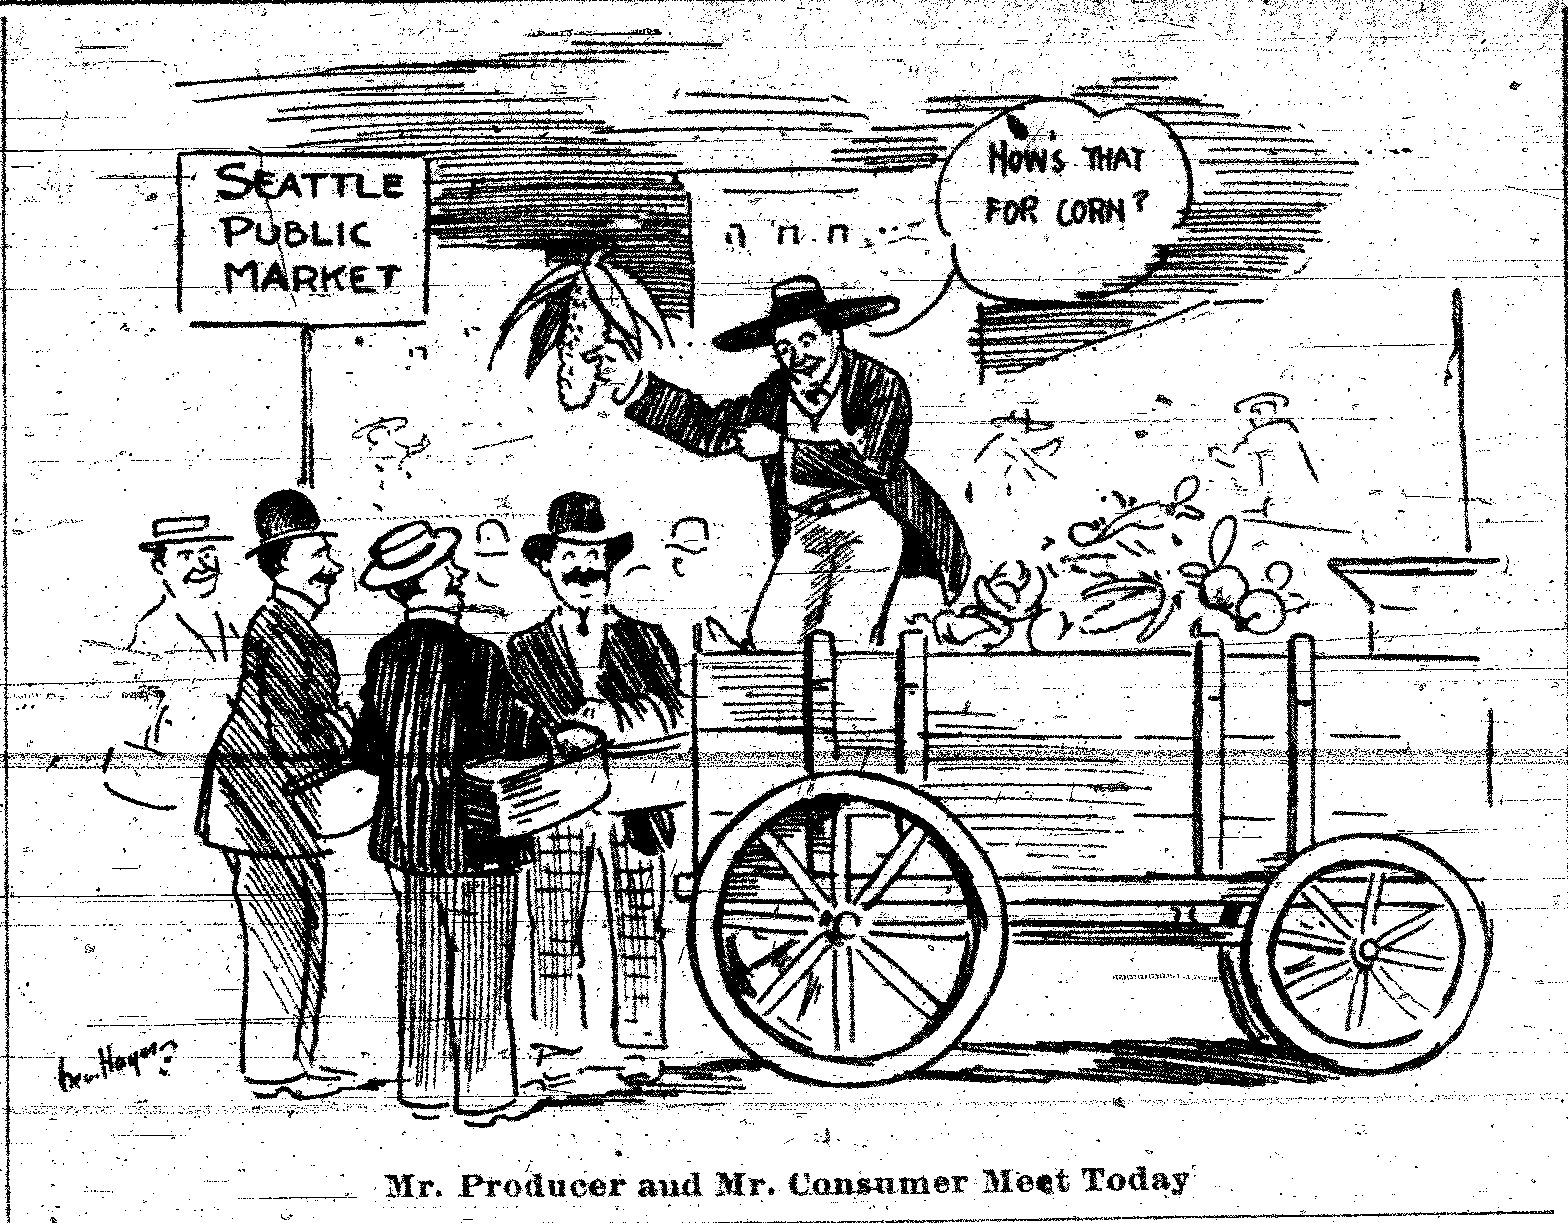 SEATTLE
PUBLIC
MARKET
HOW'S THAT
FOR CORN?
Mr. Producer and Mr. Consumer Meet Today